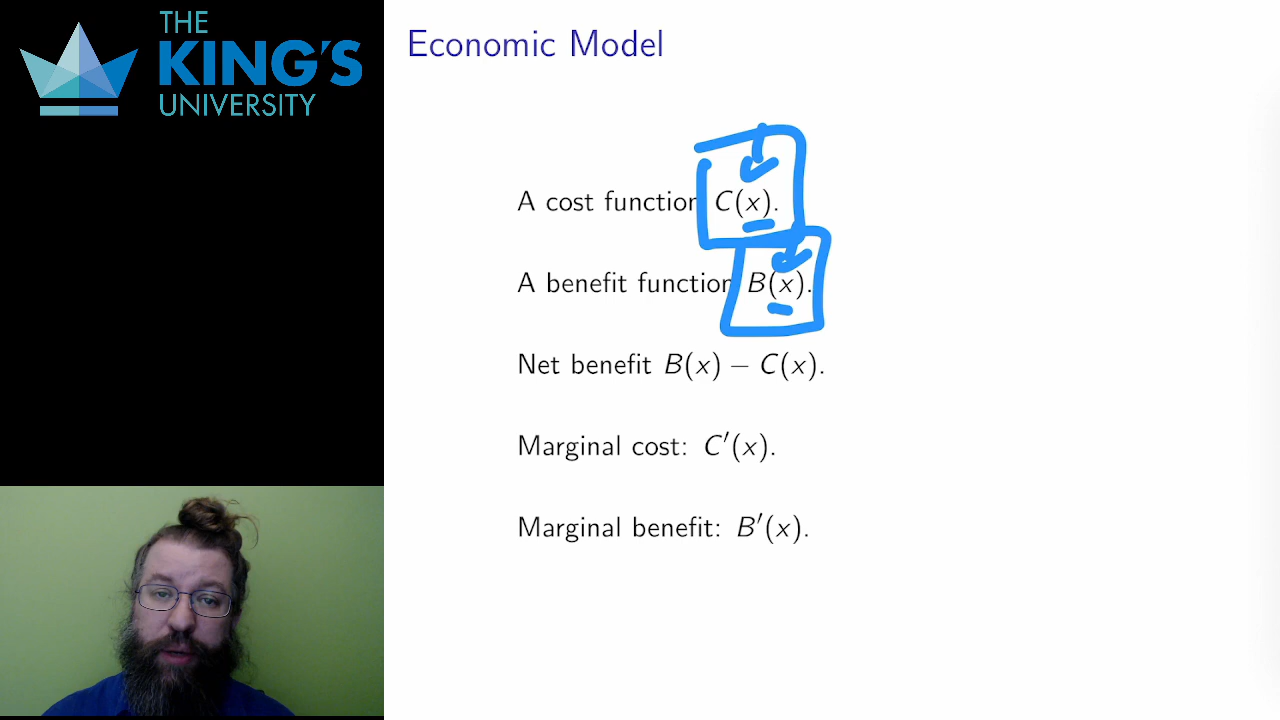 THE
KING'S
UNIVERSITY
Economic Model
A cost function C(x).
A benefit function B(x).
Net benefit B(x) − C(x).
Marginal cost: C′(x).
Marginal benefit: B′(x).